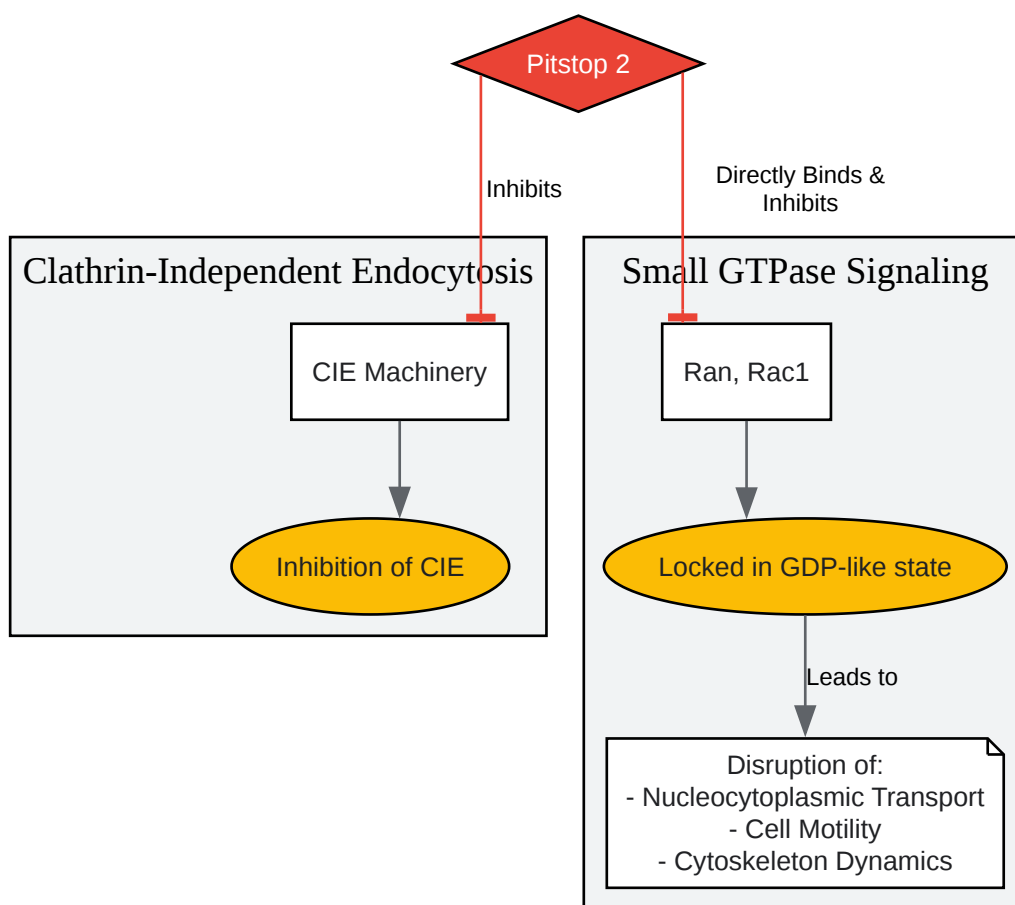 Pitstop 2
Inhibits
Directly Binds &
Inhibits
Clathrin-Independent Endocytosis
Small GTPase Signaling
CIE Machinery
Ran, Rac1
Inhibition of CIE
Locked in GDP-like state
Leads to
Disruption of:
- Nucleocytoplasmic Transport
- Cell Motility
- Cytoskeleton Dynamics